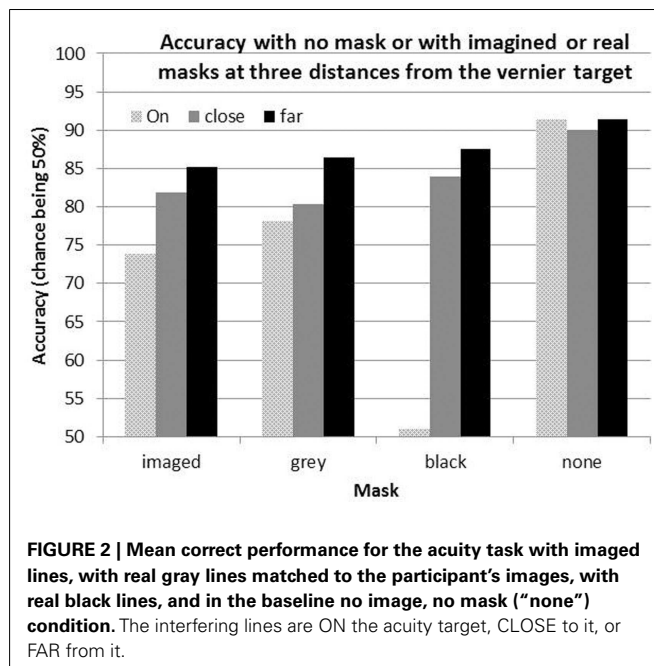 Accuracy with no mask or with imagined or real
masks at three distances from the vernier target
On close far
Accuracy (chance being 50%)
100
95
90
85
80
75
70
65
60
55
50
imaged grey black none
Mask
FIGURE 2 | Mean correct performance for the acuity task with imaged
lines, with real gray lines matched to the participant's images, with
real black lines, and in the baseline no image, no mask ("none")
condition. The interfering lines are ON the acuity target, CLOSE to it, or
FAR from it.